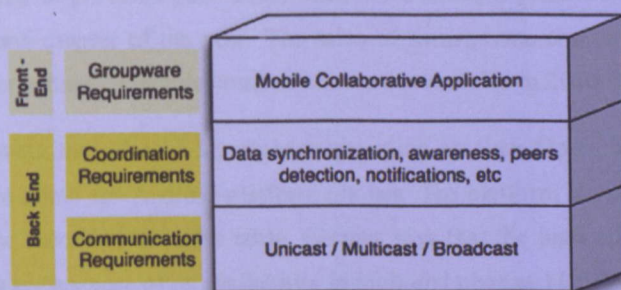 Front -
End
Groupware
Requirements
Mobile Collaborative Application
Back -End
Coordination
Requirements
Data synchronization, awareness, peers
detection, notifications, etc
Communication
Requirements
Unicast / Multicast / Broadcast